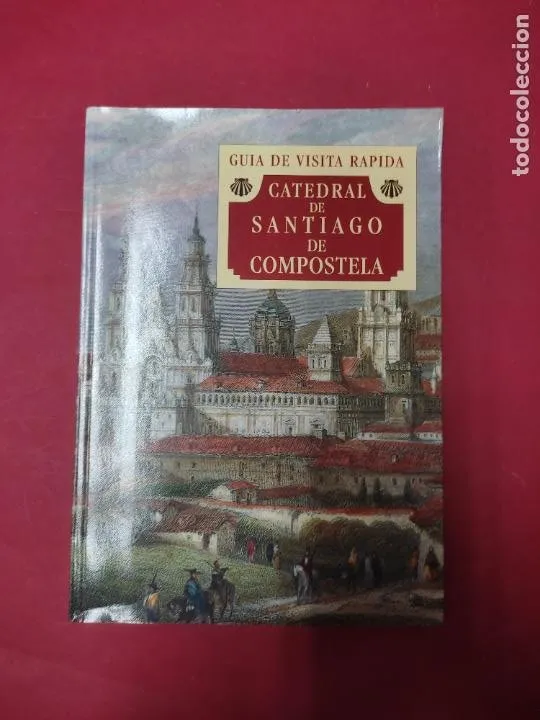 GUIA DE VISITA RAPIDA
CATEDRAL
DE
SANTIAGO
DE
COMPOSTELA
todocoleccion